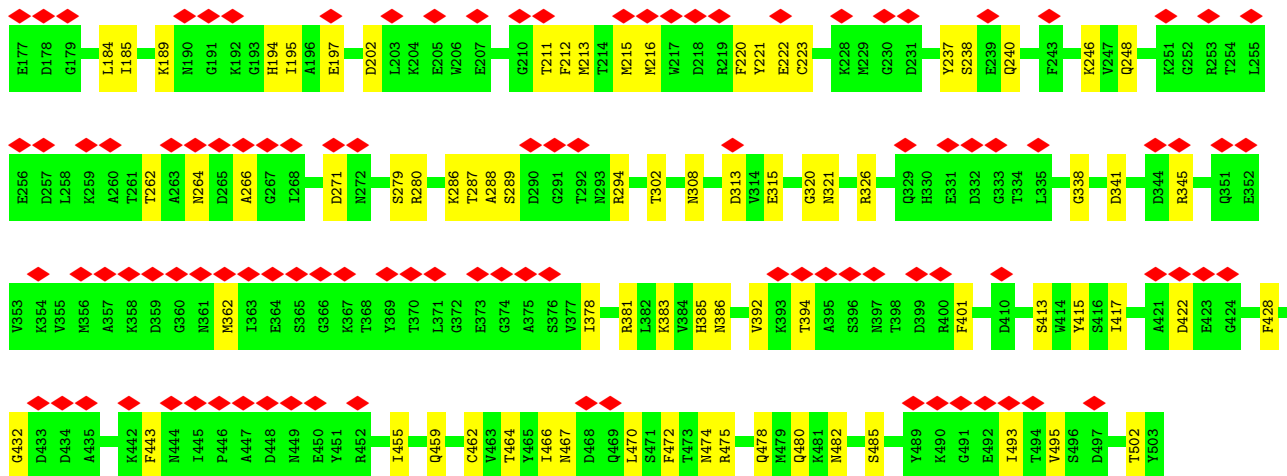 E177 D178 G179 L184 I185 K189 N190 G191 K192 G193 H194 I195 A196 E197 D202 L203 K204 E205 W206 E207 G210 T211 F212 M213 T214 M215 M216 W217 D218 R219 F220 Y221 E222 C223 K228 M229 G230 D231 Y237 S238 E239 Q240 F243 K246 V247 Q248 K251 G252 R253 T254 L255
E256 D257 L258 K259 A260 T261 T262 A263 N264 D265 A266 G267 I268 D271 N272 S279 R280 K286 T287 A288 S289 D290 G291 T292 N293 R294 T302 N308 D313 V314 E315 G320 N321 R326 Q329 H330 E331 D332 G333 T334 L335 G338 D341 D344 R345 Q351 E352
V353 K354 V355 M356 A357 K358 D359 G360 N361 M362 I363 E364 S365 G366 K367 T368 Y369 T370 L371 G372 E373 G374 A375 S376 V377 I378 R381 L382 K383 V384 H385 N386 V392 K393 T394 A395 S396 N397 T398 D399 R400 F401 D410 S413 W414 Y415 S416 I417 A421 D422 E423 G424 F428
G432 D433 D434 A435 K442 F443 N444 I445 P446 A447 D448 N449 E450 Y451 R452 I455 Q459 C462 V463 T464 Y465 I466 N467 D468 Q469 L470 S471 F472 T473 N474 R475 Q478 M479 Q480 K481 N482 S485 Y489 K490 G491 E492 I493 T494 V495 S496 D497 T502 Y503